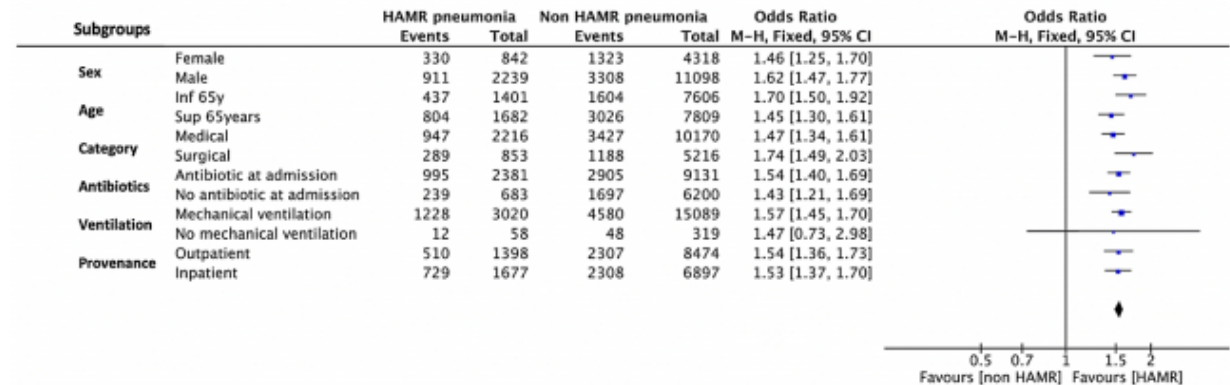 Subgroups HAMR pneumonia Non HAMR pneumonia Odds Ratio Odds Ratio
Events Total Events Total M-H, Fixed, 95% CI M-H, Fixed, 95% CI
Sex
Female 330 842 1323 4318 1.46 [1.25, 1.70]
Male 911 2239 3308 11098 1.62 [1.47, 1.77]
Age
Inf 65y 437 1401 1604 7606 1.70 [1.50, 1.92]
Sup 65years 804 1682 3026 7809 1.45 [1.30, 1.61]
Category
Medical 947 2216 3427 10170 1.47 [1.34, 1.61]
Surgical 289 853 1188 5216 1.74 [1.49, 2.03]
Antibiotics
Antibiotic at admission 995 2381 2905 9131 1.54 [1.40, 1.69]
No antibiotic at admission 239 683 1697 6200 1.43 [1.21, 1.69]
Ventilation
Mechanical ventilation 1228 3020 4580 15089 1.57 [1.45, 1.70]
No mechanical ventilation 12 58 48 319 1.47 [0.73, 2.98]
Provenance
Outpatient 510 1398 2307 8474 1.54 [1.36, 1.73]
Inpatient 729 1677 2308 6897 1.53 [1.37, 1.70]
0.5 0.7 1 1.5 2
Favours [non HAMR] Favours [HAMR]